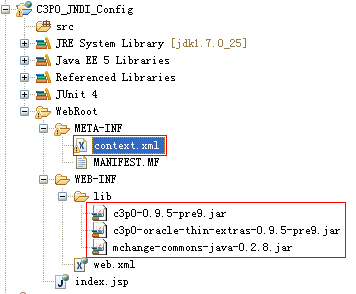 C3P0_JNDI_Config
src
JRE System Library [jdk1.7.0_25]
Java EE 5 Libraries
Referenced Libraries
JUnit 4
WebRoot
META-INF
context.xml
MANIFEST.MF
WEB-INF
lib
c3p0-0.9.5-pre9.jar
c3p0-oracle-thin-extras-0.9.5-pre9.jar
mchange-commons-java-0.2.8.jar
web.xml
index.jsp